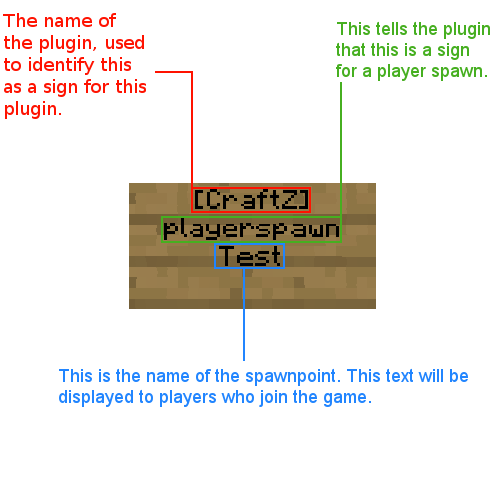 The name of
the plugin, used
to identify this
as a sign for this
plugin.
This tells the plugin
that this is a sign
for a player spawn.
[CraftZ]
playerspawn
Test
This is the name of the spawnpoint. This text will be
displayed to players who join the game.